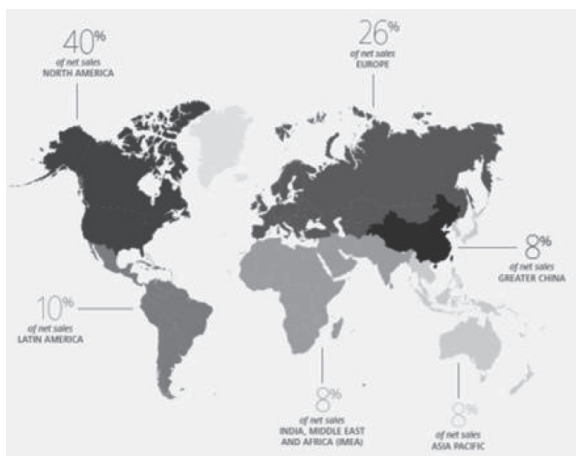 40%
of net sales
NORTH AMERICA
26%
of net sales
EUROPE
8%
of net sales
GREATER CHINA
10%
of net sales
LATIN AMERICA
8%
of net sales
INDIA, MIDDLE EAST
AND AFRICA (IMEA)
8%
of net sales
ASIA PACIFIC